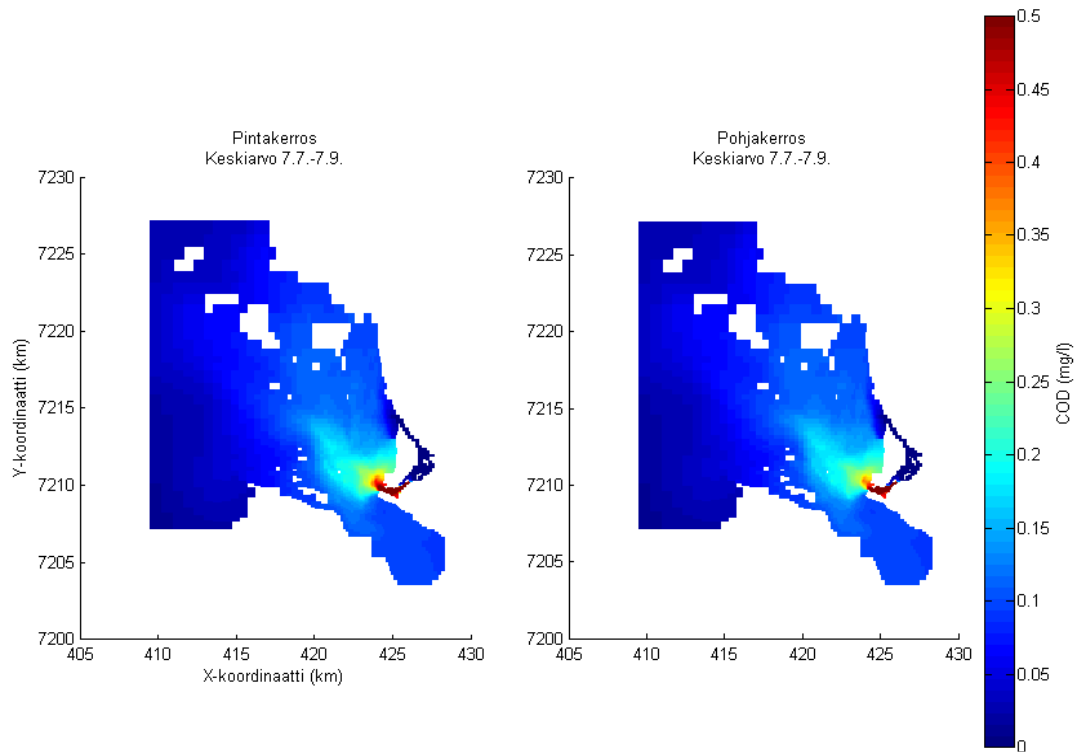 Pintakerros
Keskiarvo 7.7.-7.9.
7230
7225
7220
7215
7210
7205
7200
405 410 415 420 425 430
Y-koordinaatti (km)
X-koordinaatti (km)
Pohjakerros
Keskiarvo 7.7.-7.9.
7230
7225
7220
7215
7210
7205
7200
405 410 415 420 425 430
0.5
0.45
0.4
0.35
0.3
0.25
0.2
0.15
0.1
0.05
0
COD (mg/l)